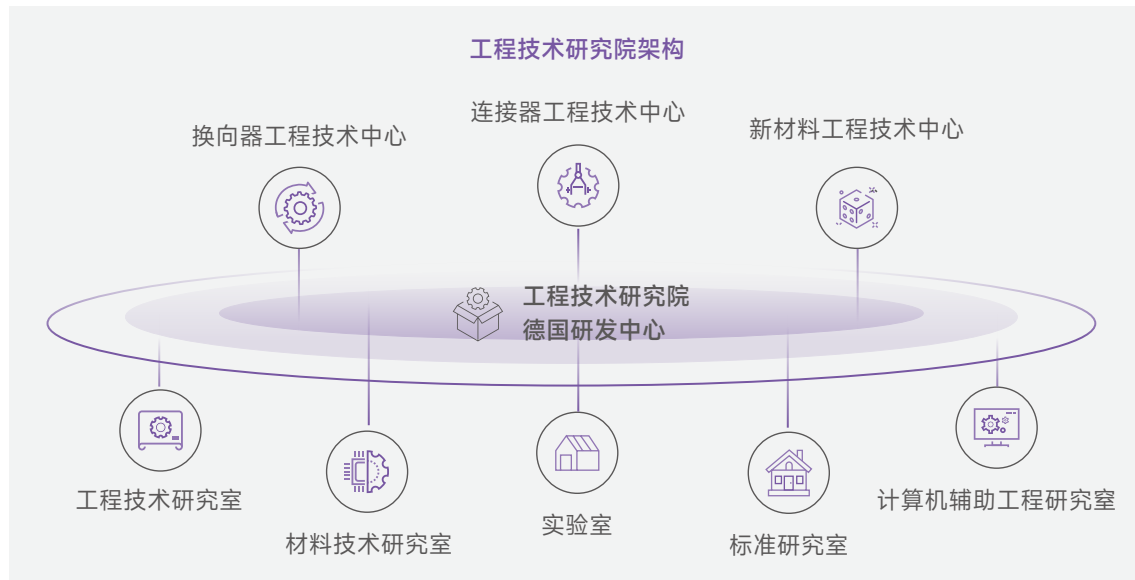 工程技术研究院架构
换向器工程技术中心
连接器工程技术中心
新材料工程技术中心
工程技术研究院
德国研发中心
工程技术研究室
材料技术研究室
实验室
标准研究室
计算机辅助工程研究室